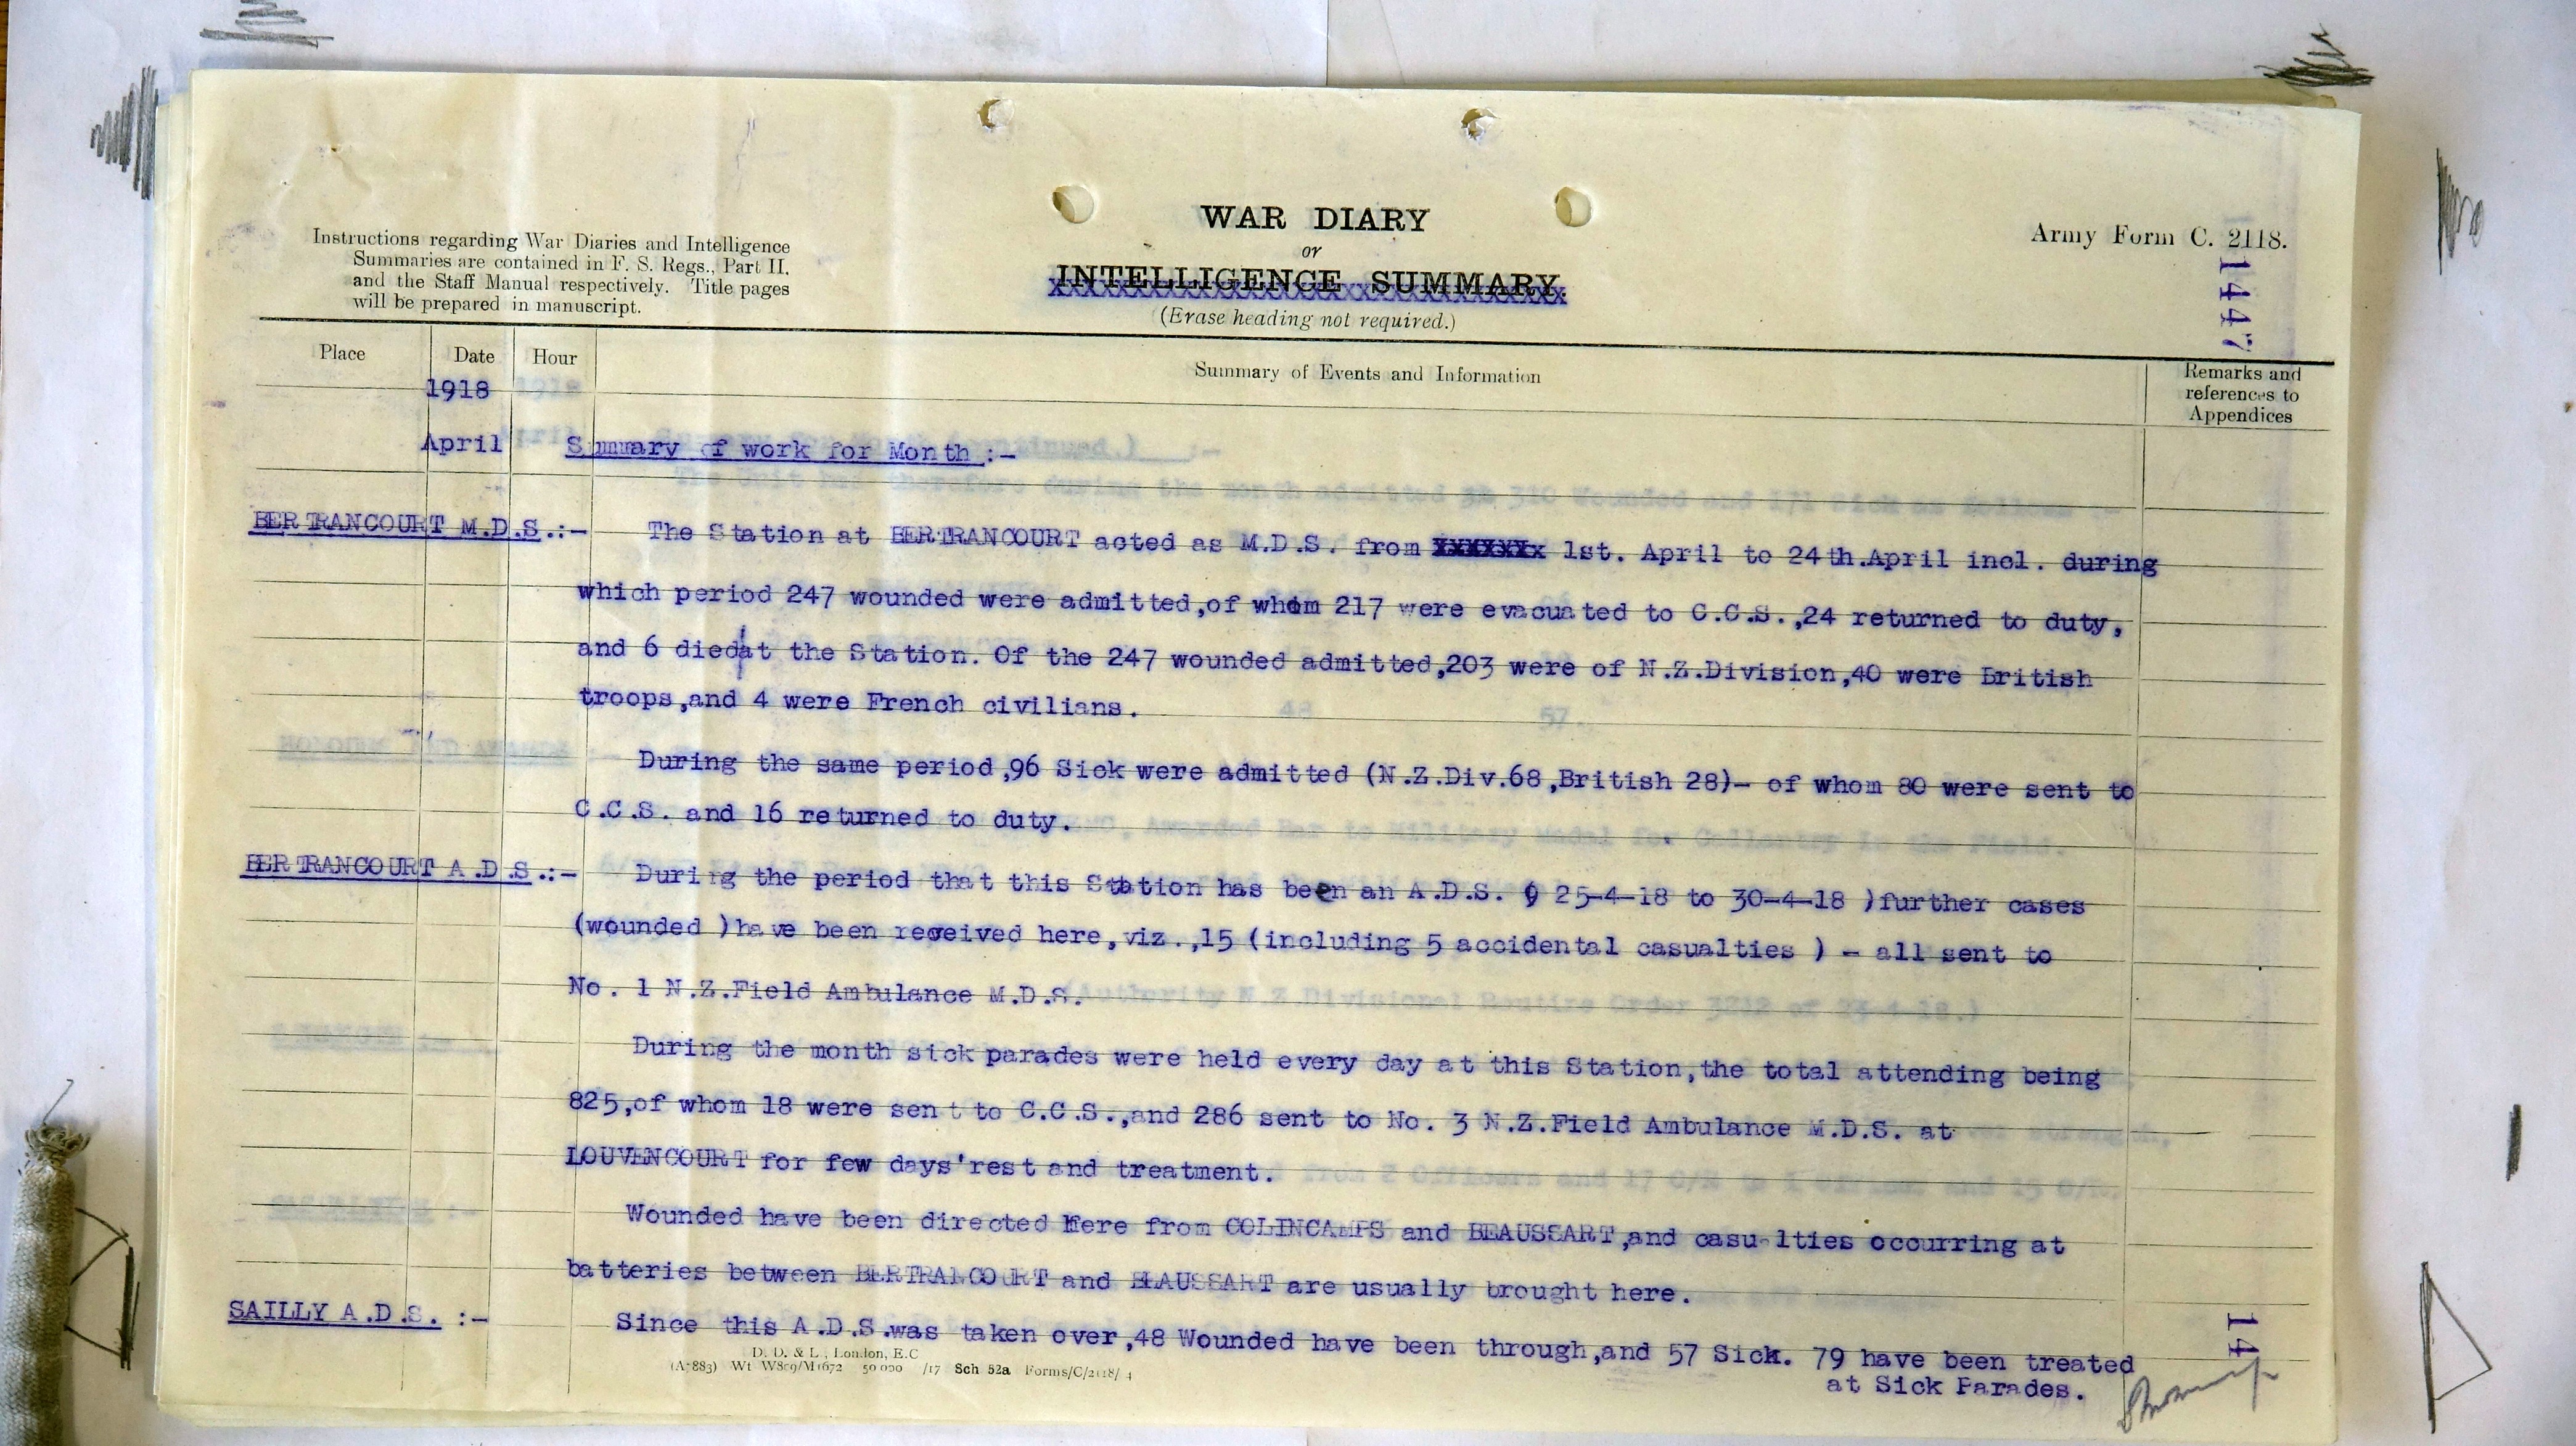 Instructions regarding War Diaries and Intelligence
Summaries are contained in F. S. Regs., Part II.
and the Staff Manual respectively. Title pages
will be prepared in manuscript.
WAR DIARY
or
INTELLIGENCE SUMMARY.
(Erase heading not required.)
Army Form C. 2118.
1447
Place Date Hour Summary of Events and Information Remarks and
references to
Appendices
1918
April Summary of work for Month :-
BERTRANCOURT M.D.S.:- The Station at BERTRANCOURT acted as M.D.S. from xxxxxxx 1st. April to 24th.April incl. during
which period 247 wounded were admitted,of whom 217 were evacuated to C.C.S.,24 returned to duty,
and 6 died at the Station. Of the 247 wounded admitted,203 were of N.Z.Division,40 were British
troops,and 4 were French civilians.
During the same period,96 Sick were admitted (N.Z.Div.68,British 28)- of whom 80 were sent to
C.C.S. and 16 returned to duty.
BERTRANCOURT A.D.S.:- During the period that this Station has been an A.D.S. ( 25-4-18 to 30-4-18 )further cases
(wounded )have been received here,viz.,15 (including 5 accidental casualties ) - all sent to
No. 1 N.Z.Field Ambulance M.D.S.
During the month sick parades were held every day at this Station,the total attending being
825,of whom 18 were sent to C.C.S.,and 286 sent to No. 3 N.Z.Field Ambulance M.D.S. at
LOUVENCOURT for few days'rest and treatment.
Wounded have been directed here from COLINCAMPS and BEAUSSART,and casualties occurring at
batteries between BERTRANCOURT and BEAUSSART are usually brought here.
SAILLY A.D.S. :- Since this A.D.S.was taken over,48 Wounded have been through,and 57 Sick. 79 have been treated
at Sick Parades.
D. D. & L., London, E.C
(A7883) Wt W809/M1672 50 000 /17 Sch 52a Forms/C/2118/14
14